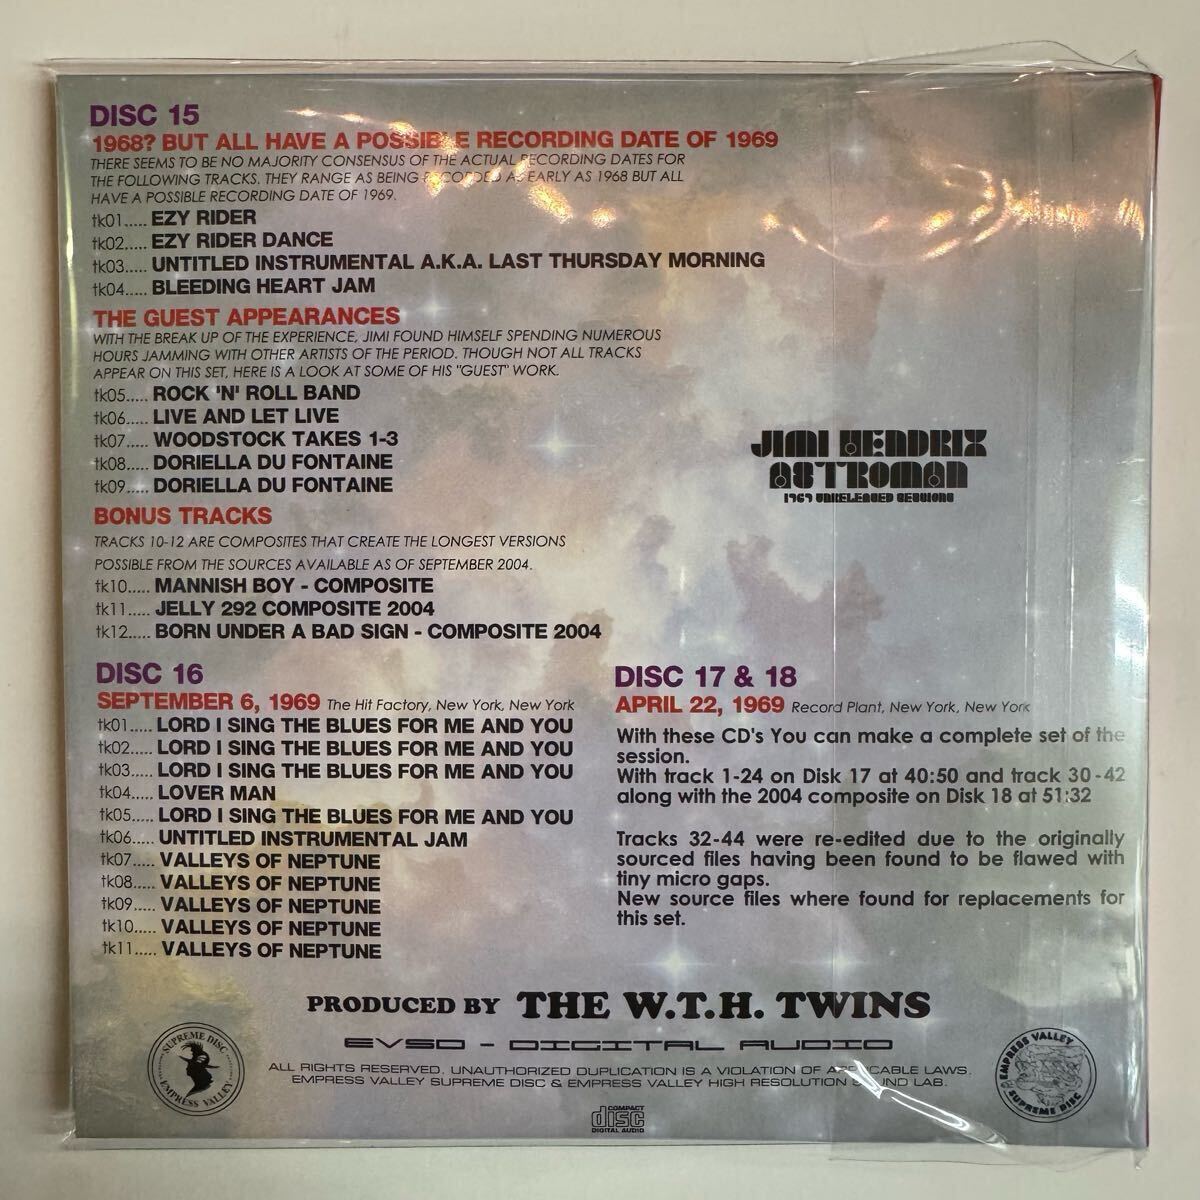 DISC 15
1968? BUT ALL HAVE A POSSIBLE RECORDING DATE OF 1969
THERE SEEMS TO BE NO MAJORITY CONSENSUS OF THE ACTUAL RECORDING DATES FOR
THE FOLLOWING TRACKS. THEY RANGE AS BEING RECORDED AS EARLY AS 1968 BUT ALL
HAVE A POSSIBLE RECORDING DATE OF 1969.
tk01..... EZY RIDER
tk02..... EZY RIDER DANCE
tk03..... UNTITLED INSTRUMENTAL A.K.A. LAST THURSDAY MORNING
tk04..... BLEEDING HEART JAM
THE GUEST APPEARANCES
WITH THE BREAK UP OF THE EXPERIENCE, JIMI FOUND HIMSELF SPENDING NUMEROUS
HOURS JAMMING WITH OTHER ARTISTS OF THE PERIOD. THOUGH NOT ALL TRACKS
APPEAR ON THIS SET, HERE IS A LOOK AT SOME OF HIS "GUEST" WORK.
tk05..... ROCK 'N' ROLL BAND
tk06..... LIVE AND LET LIVE
tk07..... WOODSTOCK TAKES 1-3
tk08..... DORIELLA DU FONTAINE
tk09..... DORIELLA DU FONTAINE
BONUS TRACKS
TRACKS 10-12 ARE COMPOSITES THAT CREATE THE LONGEST VERSIONS
POSSIBLE FROM THE SOURCES AVAILABLE AS OF SEPTEMBER 2004.
tk10..... MANNISH BOY - COMPOSITE
tk11..... JELLY 292 COMPOSITE 2004
tk12..... BORN UNDER A BAD SIGN - COMPOSITE 2004
JIMI HENDRIX
ASTROMAN
1969 UNRELEASED SESSIONS
DISC 16
SEPTEMBER 6, 1969 The Hit Factory, New York, New York
tk01..... LORD I SING THE BLUES FOR ME AND YOU
tk02..... LORD I SING THE BLUES FOR ME AND YOU
tk03..... LORD I SING THE BLUES FOR ME AND YOU
tk04..... LOVER MAN
tk05..... LORD I SING THE BLUES FOR ME AND YOU
tk06..... UNTITLED INSTRUMENTAL JAM
tk07..... VALLEYS OF NEPTUNE
tk08..... VALLEYS OF NEPTUNE
tk09..... VALLEYS OF NEPTUNE
tk10..... VALLEYS OF NEPTUNE
tk11..... VALLEYS OF NEPTUNE
DISC 17 & 18
APRIL 22, 1969 Record Plant, New York, New York
With these CD's You can make a complete set of the
session.
With track 1-24 on Disk 17 at 40:50 and track 30-42
along with the 2004 composite on Disk 18 at 51:32
Tracks 32-44 were re-edited due to the originally
sourced files having been found to be flawed with
tiny micro gaps.
New source files where found for replacements for
this set.
PRODUCED BY THE W.T.H. TWINS
EVSD - DIGITAL AUDIO
ALL RIGHTS RESERVED. UNAUTHORIZED DUPLICATION IS A VIOLATION OF APPLICABLE LAWS.
EMPRESS VALLEY SUPREME DISC & EMPRESS VALLEY HIGH RESOLUTION SOUND LAB.
SUPREME DISC
EMPRESS VALLEY
EMPRESS VALLEY
SUPREME DISC
COMPACT
disc
DIGITAL AUDIO